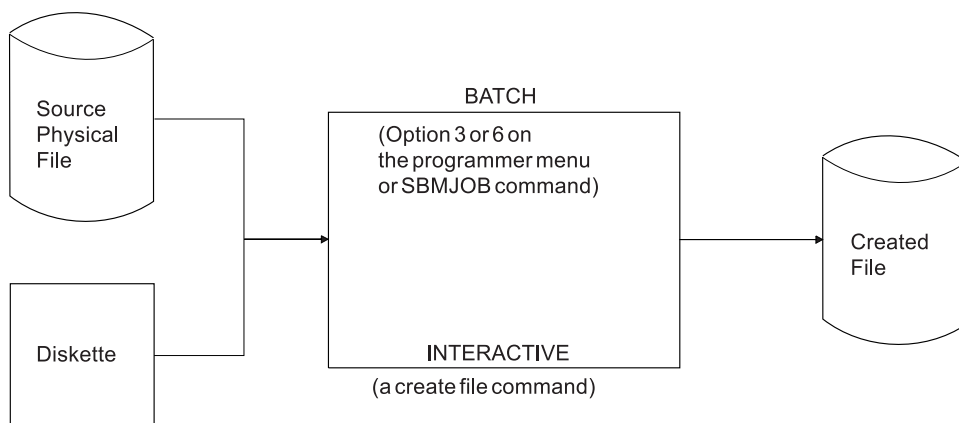 Source
Physical
File
Diskette
BATCH
(Option 3 or 6 on
the programmer menu
or SBMJOB command)
INTERACTIVE
(a create file command)
Created
File